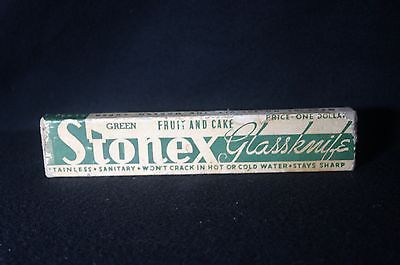 GREEN FRUIT AND CAKE PRICE-ONE DOLLAR
Stonex Glassknife
TAINLESS • SANITARY • WON'T CRACK IN HOT OR COLD WATER • STAYS SHARP